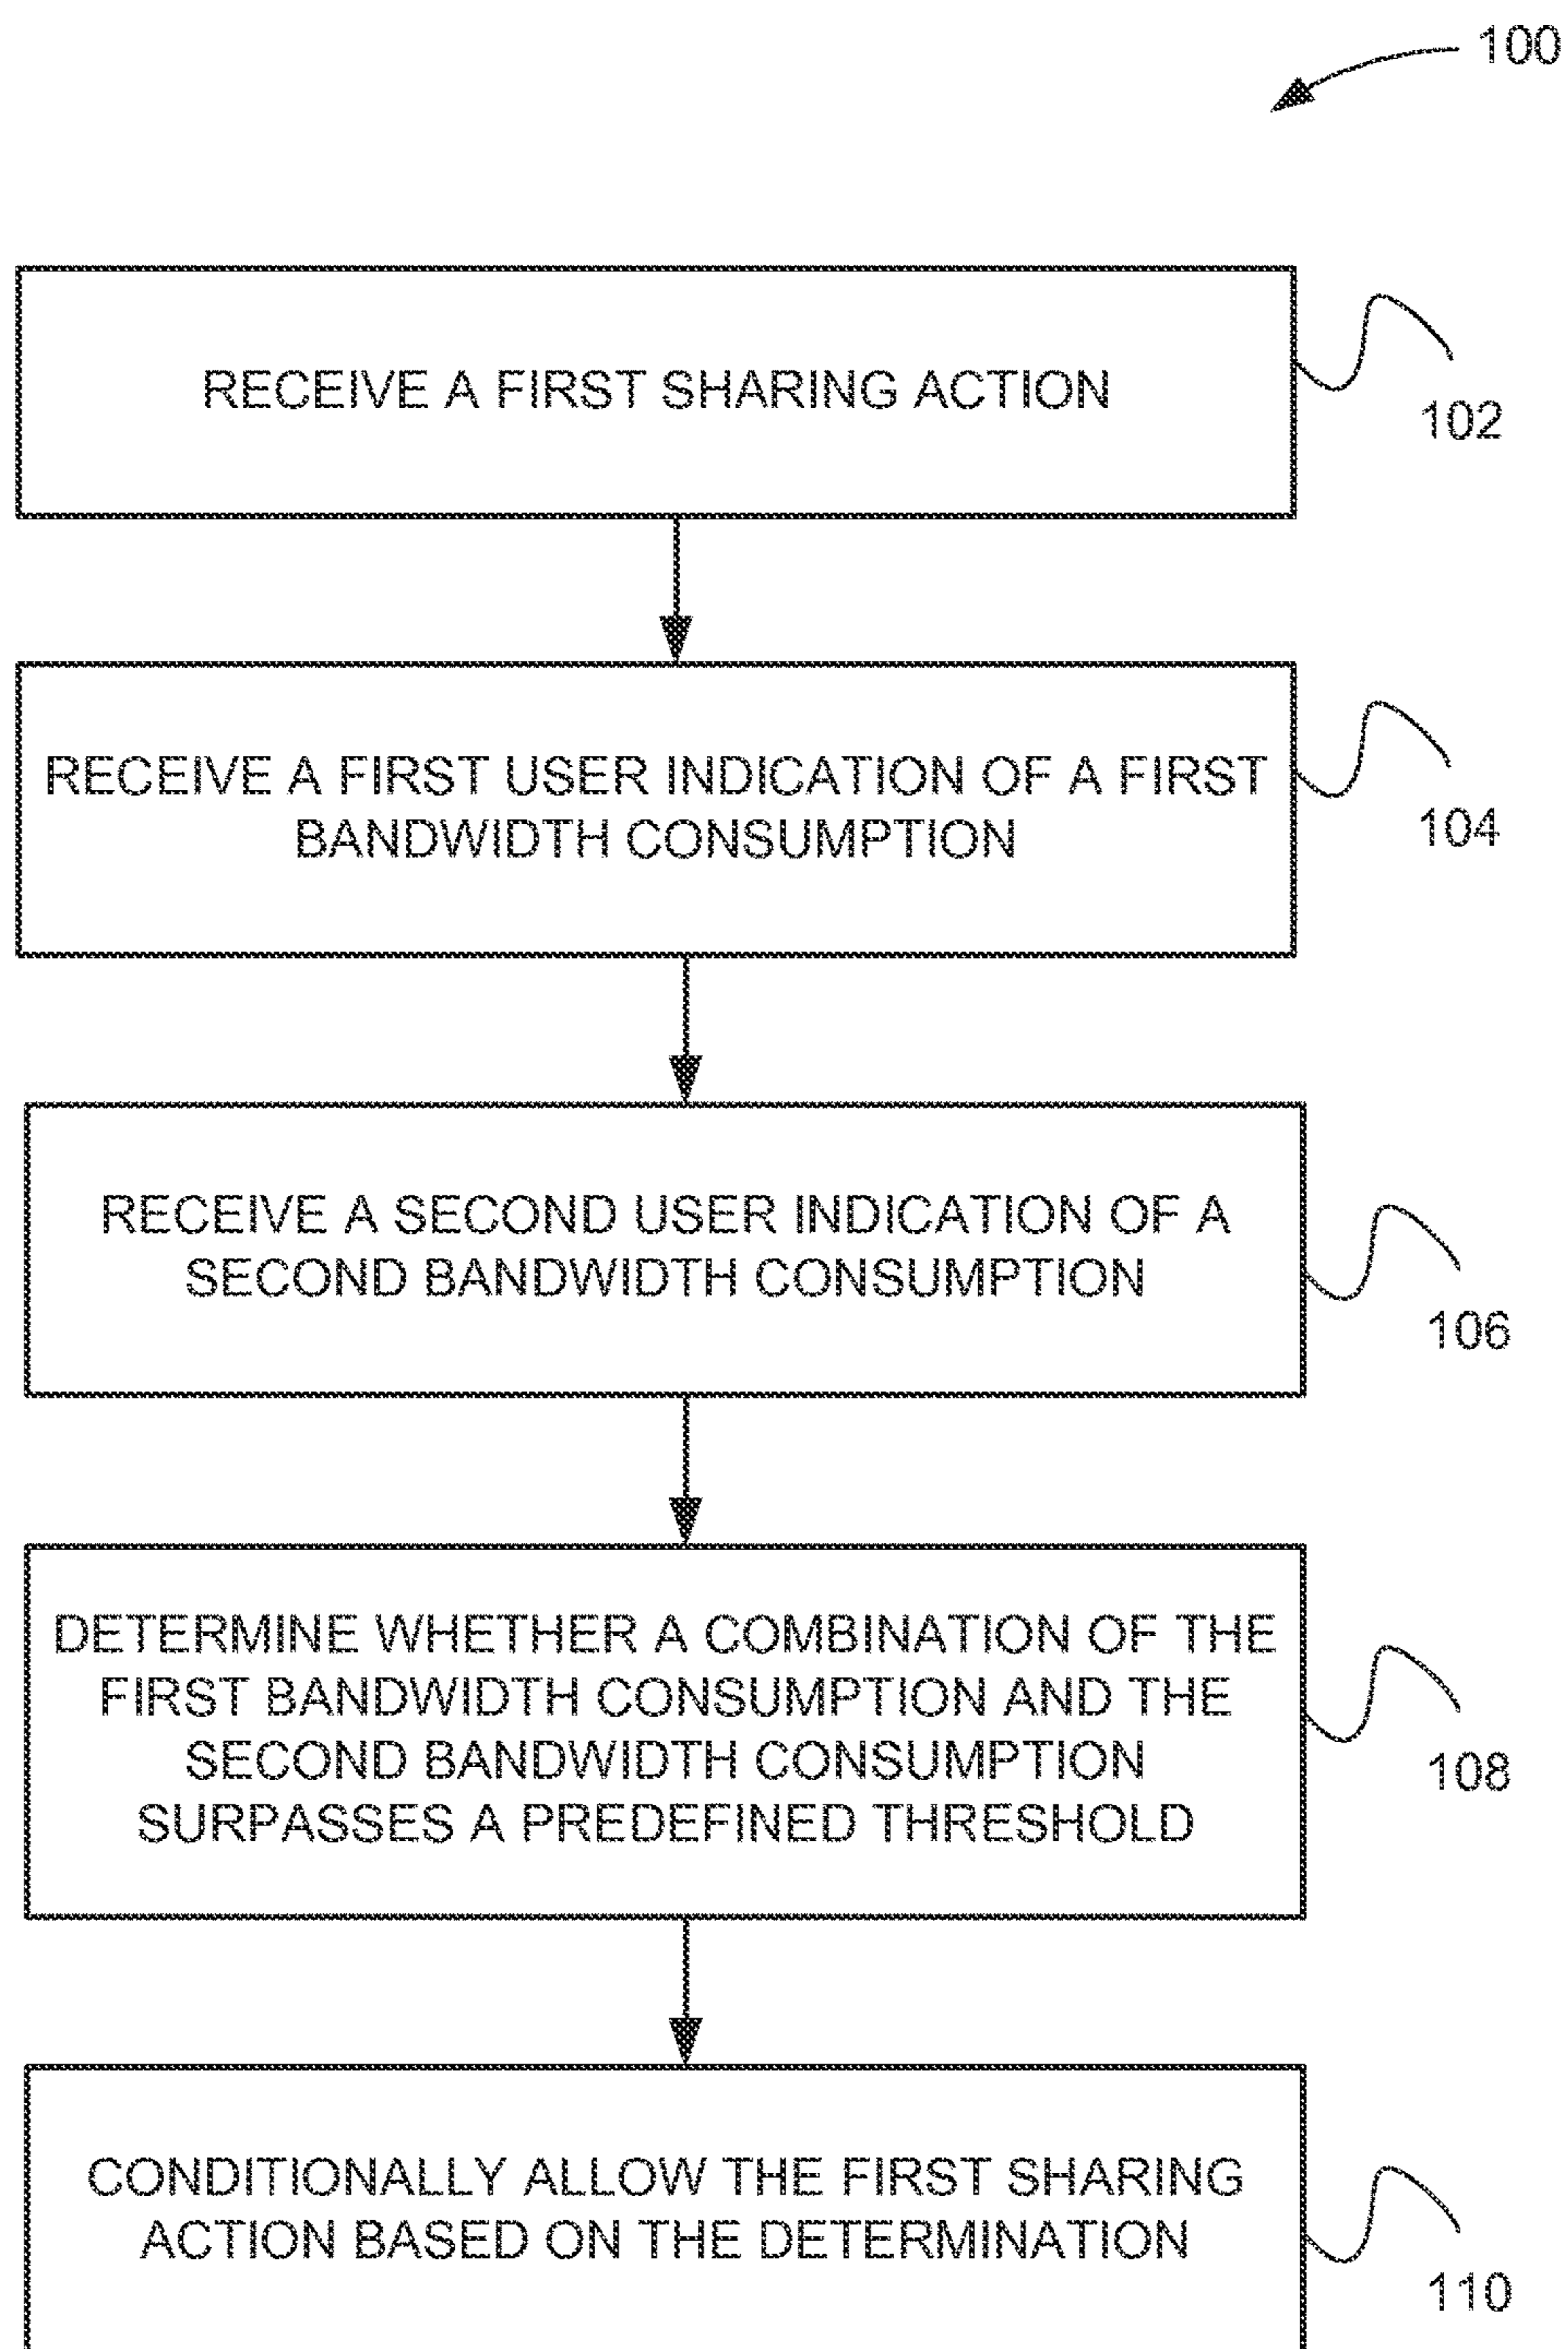 100
RECEIVE A FIRST SHARING ACTION
102
RECEIVE A FIRST USER INDICATION OF A FIRST
BANDWIDTH CONSUMPTION
104
RECEIVE A SECOND USER INDICATION OF A
SECOND BANDWIDTH CONSUMPTION
106
DETERMINE WHETHER A COMBINATION OF THE
FIRST BANDWIDTH CONSUMPTION AND THE
SECOND BANDWIDTH CONSUMPTION
SURPASSES A PREDEFINED THRESHOLD
108
CONDITIONALLY ALLOW THE FIRST SHARING
ACTION BASED ON THE DETERMINATION
110